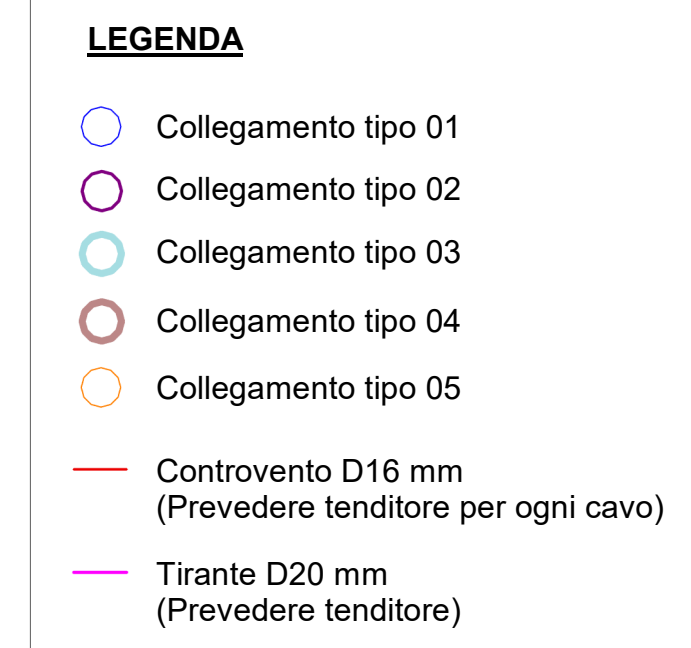 LEGENDA
Collegamento tipo 01
Collegamento tipo 02
Collegamento tipo 03
Collegamento tipo 04
Collegamento tipo 05
Controvento D16 mm
(Prevedere tenditore per ogni cavo)
Tirante D20 mm
(Prevedere tenditore)